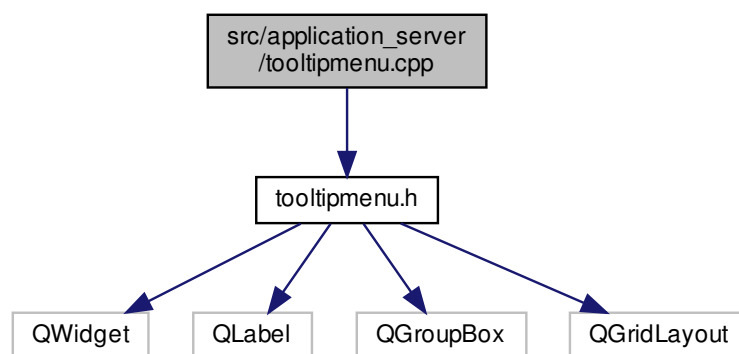 src/application_server
/tooltipmenu.cpp
tooltipmenu.h
QWidget
QLabel
QGroupBox
QGridLayout